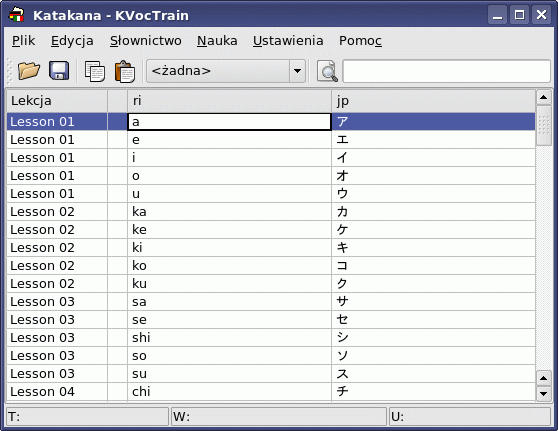 Katakana - KVocTrain
Plik Edycja Słownictwo Nauka Ustawienia Pomoc
<żadna>
Lekcja ri jp
Lesson 01 a ア
Lesson 01 e エ
Lesson 01 i イ
Lesson 01 o オ
Lesson 01 u ウ
Lesson 02 ka カ
Lesson 02 ke ケ
Lesson 02 ki キ
Lesson 02 ko コ
Lesson 02 ku ク
Lesson 03 sa サ
Lesson 03 se セ
Lesson 03 shi シ
Lesson 03 so ソ
Lesson 03 su ス
Lesson 04 chi チ
T: W: U: